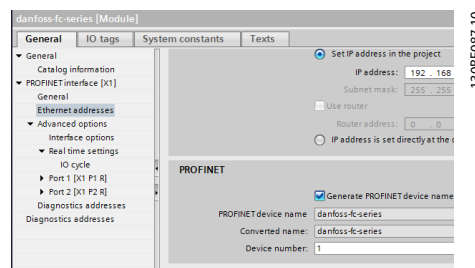 danfoss-fc-series [Module]
General IO tags System constants Texts
General
Catalog information
PROFINET interface [X1]
General
Ethernet addresses
Advanced options
Interface options
Real time settings
IO cycle
Port 1 [X1 P1 R]
Port 2 [X1 P2 R]
Diagnostics addresses
Diagnostics addresses
Set IP address in the project
IP address: 192 . 168
Subnet mask: 255 . 255
Use router
Router address: 0 . 0
IP address is set directly at the
PROFINET
Generate PROFINET device name
PROFINET device name danfoss-fc-series
Converted name: danfoss-fc-series
Device number: 1